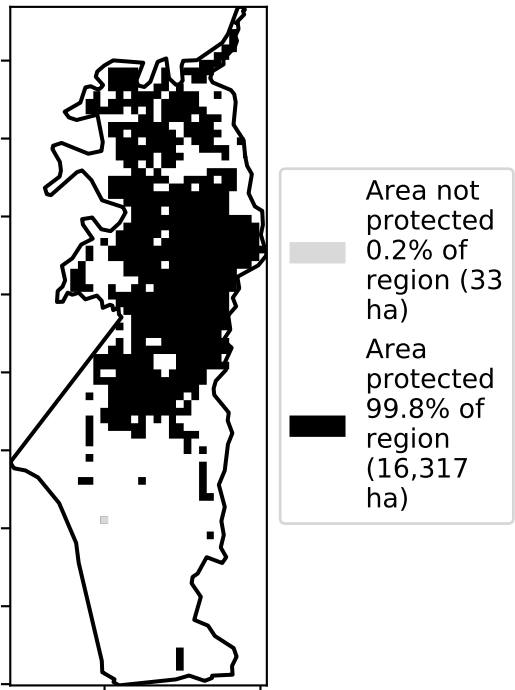 Area not
protected
0.2% of
region (33
ha)
Area
protected
99.8% of
region
(16,317
ha)